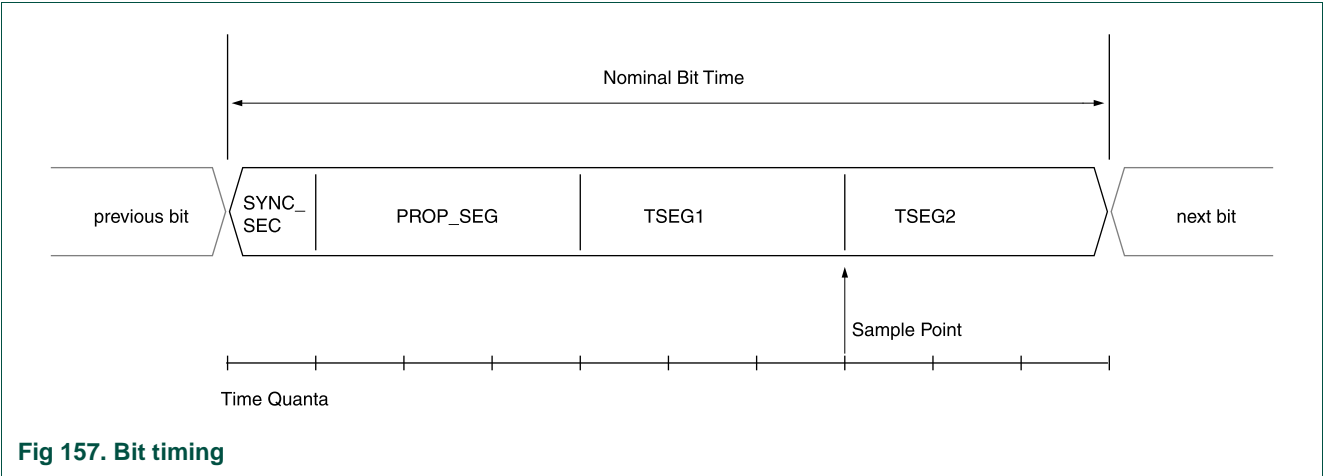 Nominal Bit Time
previous bit
SYNC_
SEC
PROP_SEG
TSEG1
TSEG2
next bit
Sample Point
Time Quanta
Fig 157. Bit timing